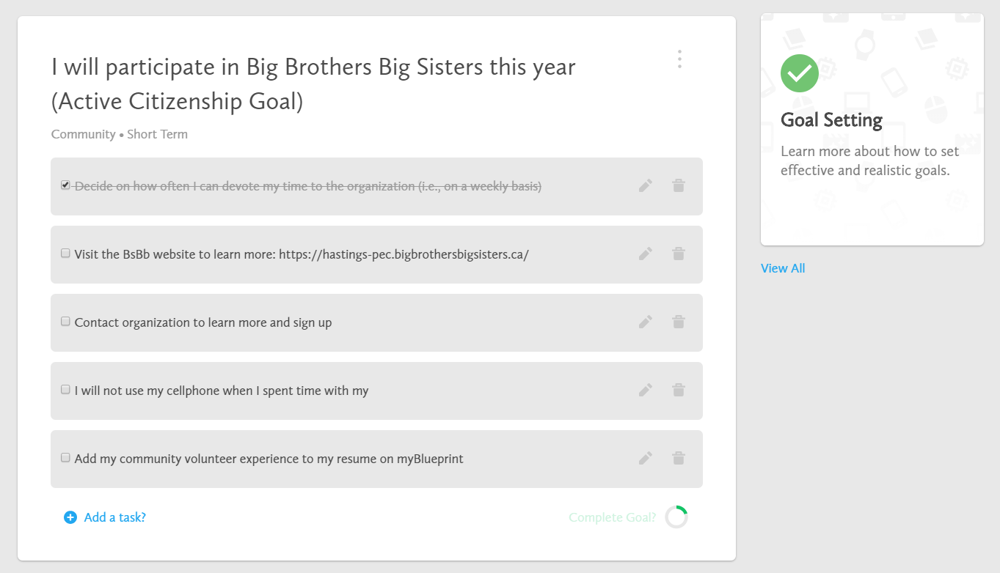 I will participate in Big Brothers Big Sisters this year
(Active Citizenship Goal)
Community • Short Term
Decide on how often I can devote my time to the organization (i.e., on a weekly basis)
Visit the BsBb website to learn more: https://hastings-pec.bigbrothersbigsisters.ca/
Contact organization to learn more and sign up
I will not use my cellphone when I spent time with my
Add my community volunteer experience to my resume on myBlueprint
Add a task?
Complete Goal?
Goal Setting
Learn more about how to set
effective and realistic goals.
View All